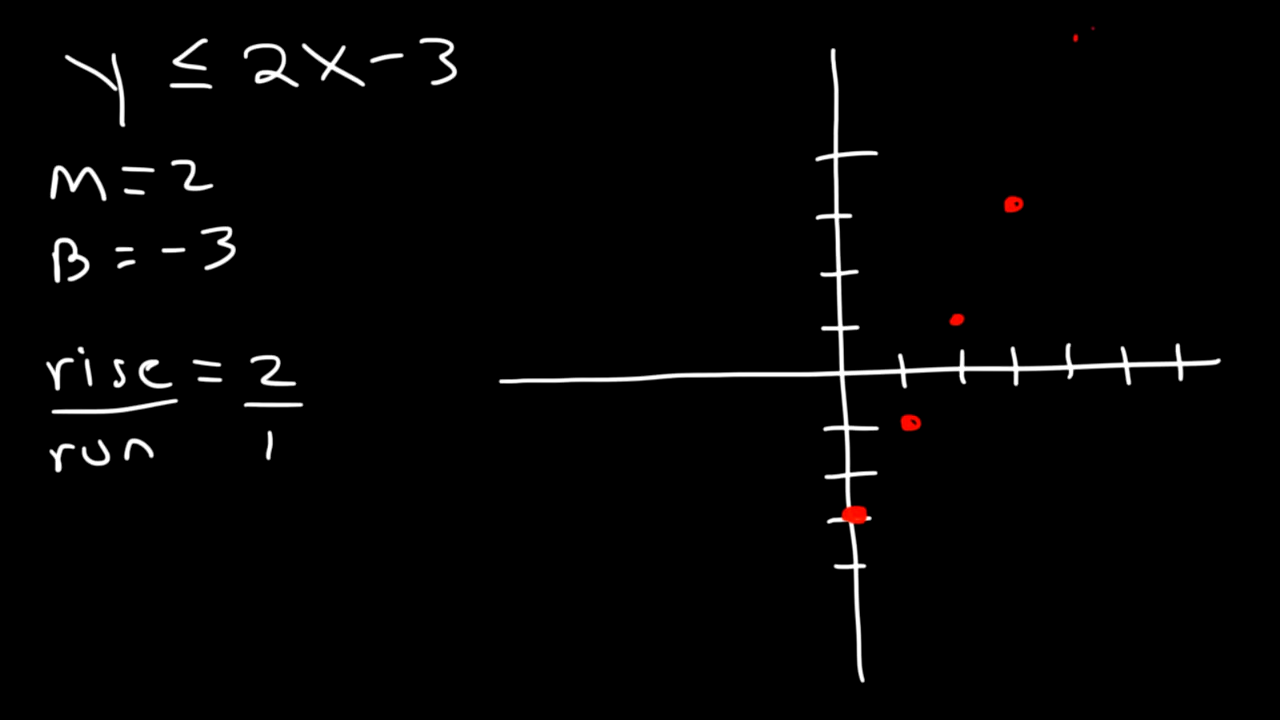 y ≤ 2x - 3
m = 2
B = -3
rise = 2
run 1